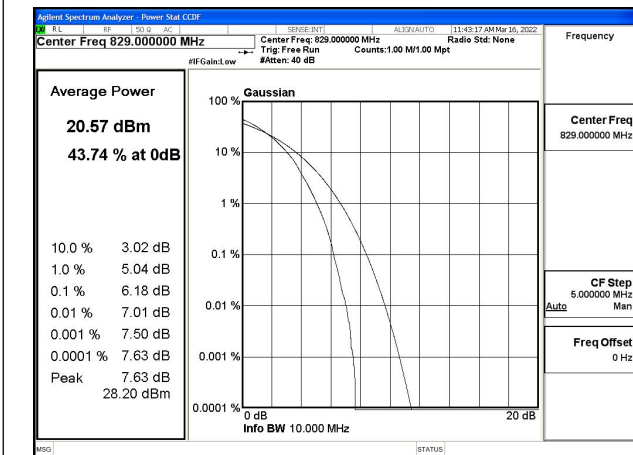 Agilent Spectrum Analyzer - Power Stat CCDF
RL RF 50 Ω AC SENSE:INT ALIGN AUTO 11:43:17 AM Mar 16, 2022
Center Freq 829.000000 MHz
Center Freq: 829.000000 MHz Radio Std: None
Trig: Free Run Counts:1.00 M/1.00 Mpt
#IFGain:Low #Atten: 40 dB
Frequency
Average Power
20.57 dBm
43.74 % at 0dB
10.0 % 3.02 dB
1.0 % 5.04 dB
0.1 % 6.18 dB
0.01 % 7.01 dB
0.001 % 7.50 dB
0.0001 % 7.63 dB
Peak 7.63 dB
28.20 dBm
Gaussian
100 %
10 %
1 %
0.1 %
0.01 %
0.001 %
0.0001 %
0 dB 20 dB
Info BW 10.000 MHz
Center Freq
829.000000 MHz
CF Step
5.000000 MHz
Auto Man
Freq Offset
0 Hz
MSG STATUS